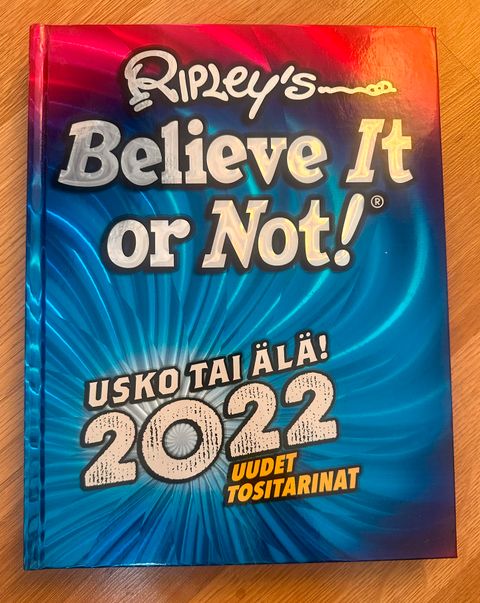 Ripley's
Believe It
or Not!®
USKO TAI ÄLÄ!
2022
UUDET
TOSITARINAT